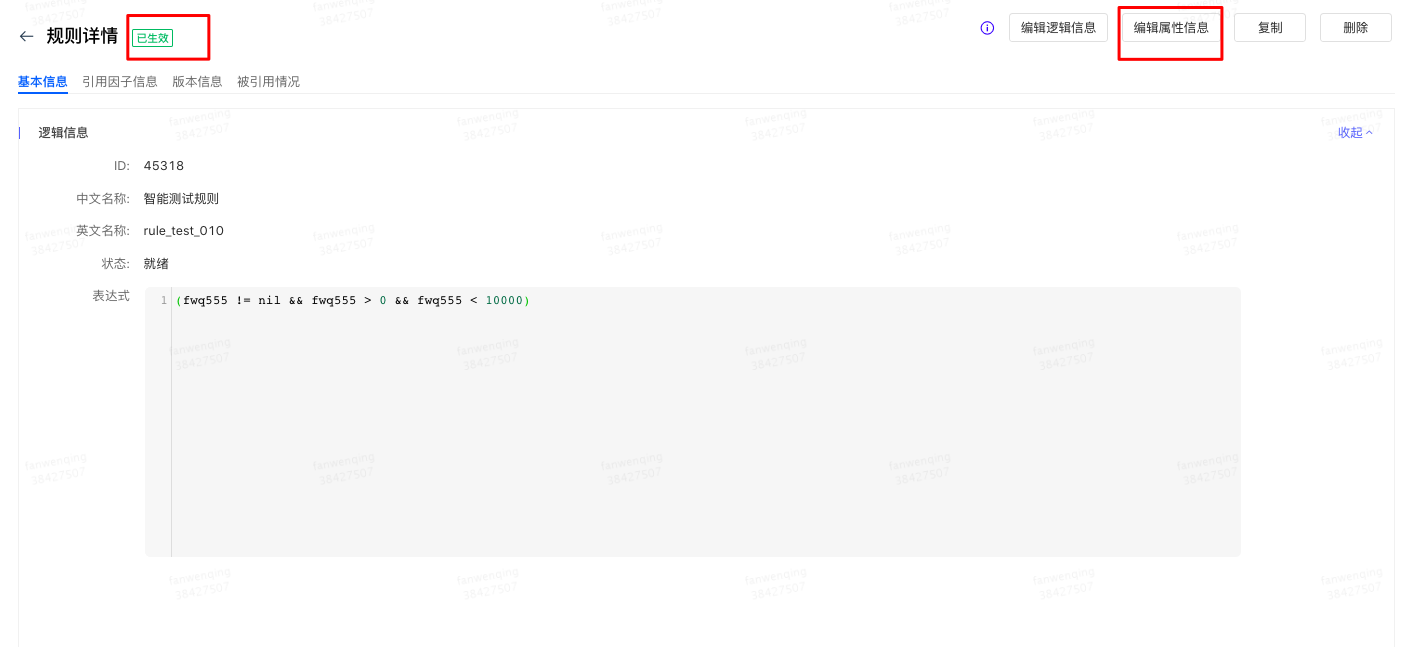 规则详情 已生效 编辑逻辑信息 编辑属性信息 复制 删除
基本信息 引用因子信息 版本信息 被引用情况
逻辑信息 收起
ID: 45318
中文名称: 智能测试规则
英文名称: rule_test_010
状态: 就绪
表达式 1 (fwq555 != nil && fwq555 > 0 && fwq555 < 10000)
fanwenqing
38427507